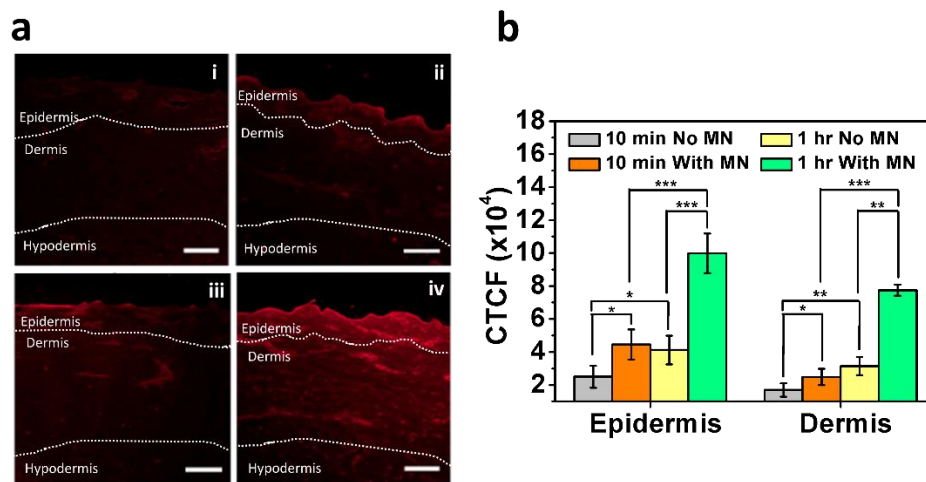 a
i
Epidermis
Dermis
Hypodermis
ii
Epidermis
Dermis
Hypodermis
iii
Epidermis
Dermis
Hypodermis
iv
Epidermis
Dermis
Hypodermis
b
CTCF (x10⁴)
18
16
14
12
10
8
6
4
2
10 min No MN
1 hr No MN
10 min With MN
1 hr With MN
***
***
*
*
***
**
**
*
Epidermis
Dermis